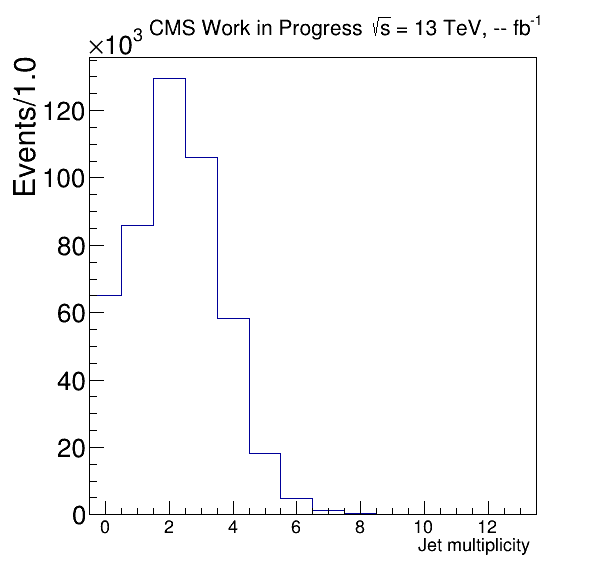 ×10³ CMS Work in Progress √s = 13 TeV, -- fb⁻¹
Events/1.0
120
100
80
60
40
20
0
0 2 4 6 8 10 12
Jet multiplicity